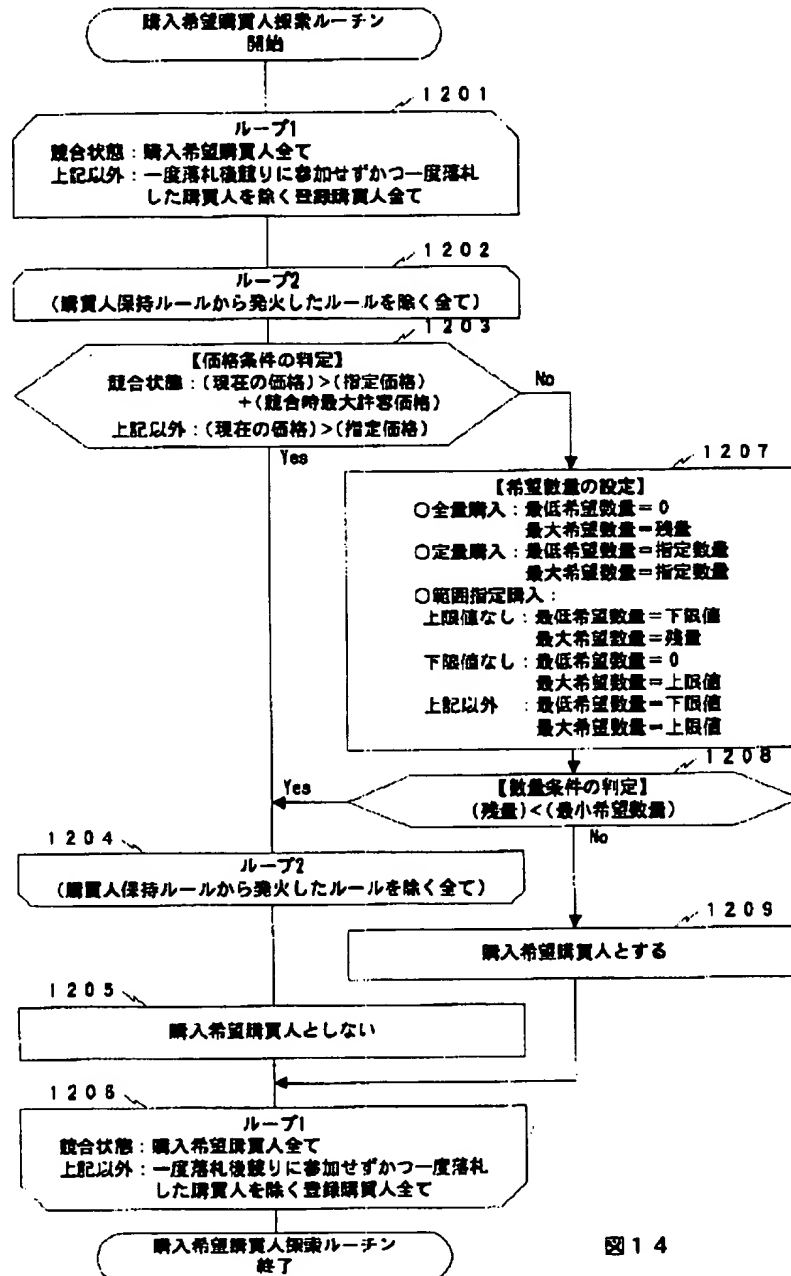 購入希望購買人探索ルーチン
開始
1201
ループ1
競合状態:購入希望購買人全て
上記以外:一度落札後競りに参加せずかつ一度落札
した購買人を除く登録購買人全て
1202
ループ2
(購買人保持ルールから発火したルールを除く全て)
1203
【価格条件の判定】
競合状態:(現在の価格)>(指定価格)
+(競合時最大許容価格)
上記以外:(現在の価格)>(指定価格)
No
Yes
1207
【希望数量の設定】
○全量購入:最低希望数量=0
最大希望数量=残量
○定量購入:最低希望数量=指定数量
最大希望数量=指定数量
○範囲指定購入:
上限値なし:最低希望数量=下限値
最大希望数量=残量
下限値なし:最低希望数量=0
最大希望数量=上限値
上記以外 :最低希望数量=下限値
最大希望数量=上限値
1208
【数量条件の判定】
(残量)<(最小希望数量)
Yes
No
1204
ループ2
(購買人保持ルールから発火したルールを除く全て)
1209
購入希望購買人とする
1205
購入希望購買人としない
1206
ループ1
競合状態:購入希望購買人全て
上記以外:一度落札後競りに参加せずかつ一度落札
した購買人を除く登録購買人全て
購入希望購買人探索ルーチン
終了
図14